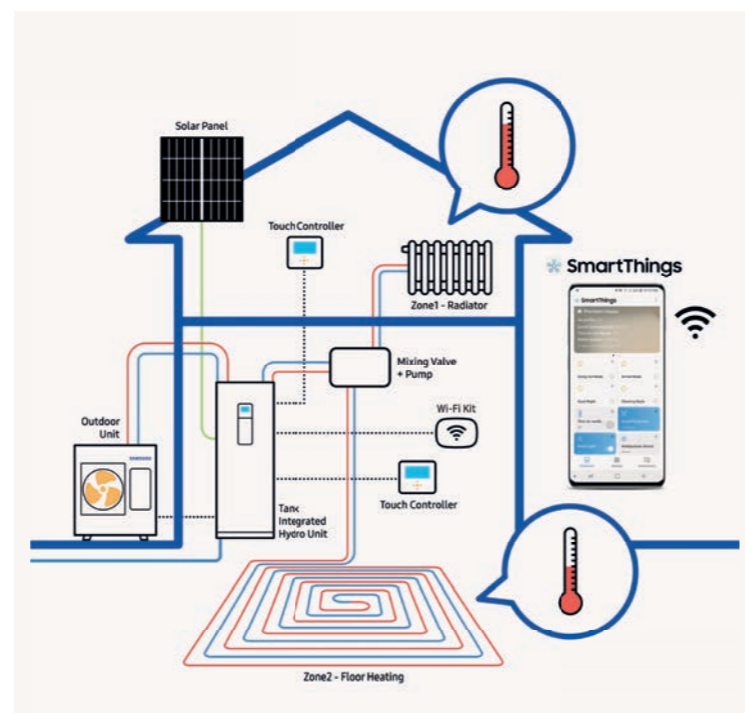 Solar Panel
Touch Controller
SmartThings
Zone1 - Radiator
SmartThings
Mixing Valve
+ Pump
Outdoor
Unit
Wi-Fi Kit
SAMSUNG
Touch Controller
Tank
Integrated
Hydro Unit
Zone2 - Floor Heating